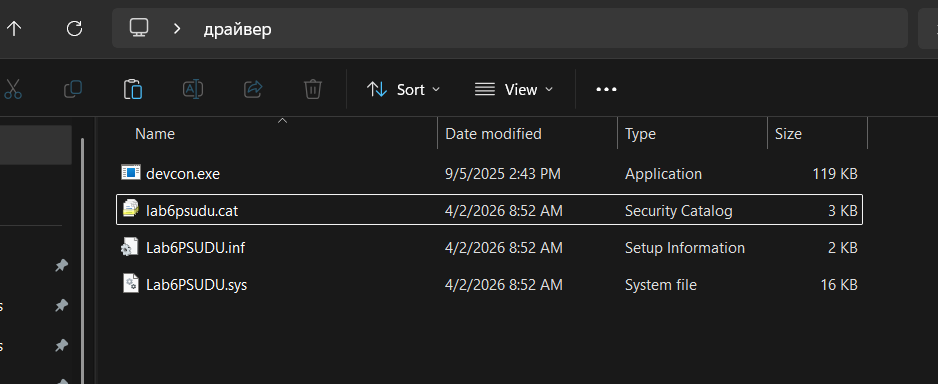 драйвер
Sort View
Name Date modified Type Size
devcon.exe 9/5/2025 2:43 PM Application 119 KB
lab6psudu.cat 4/2/2026 8:52 AM Security Catalog 3 KB
Lab6PSUDU.inf 4/2/2026 8:52 AM Setup Information 2 KB
Lab6PSUDU.sys 4/2/2026 8:52 AM System file 16 KB